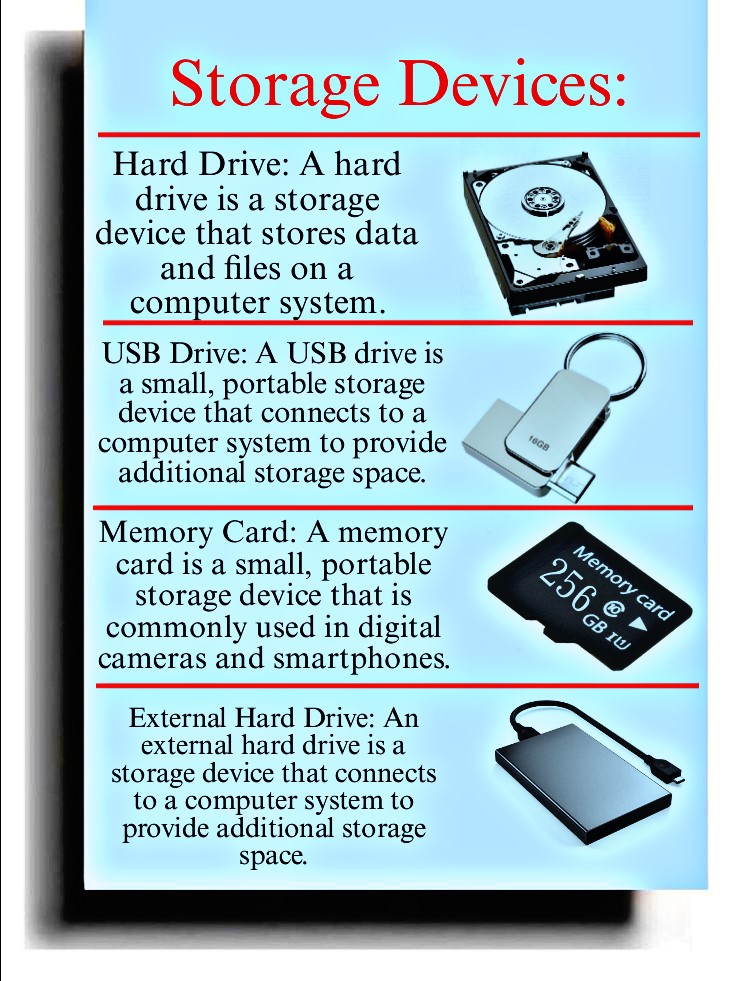 Storage Devices:
Hard Drive: A hard
drive is a storage
device that stores data
and files on a
computer system.
USB Drive: A USB drive is
a small, portable storage
device that connects to a
computer system to provide
additional storage space.
16GB
Memory Card: A memory
card is a small, portable
storage device that is
commonly used in digital
cameras and smartphones.
Memory card
256
GB
External Hard Drive: An
external hard drive is a
storage device that connects
to a computer system to
provide additional storage
space.